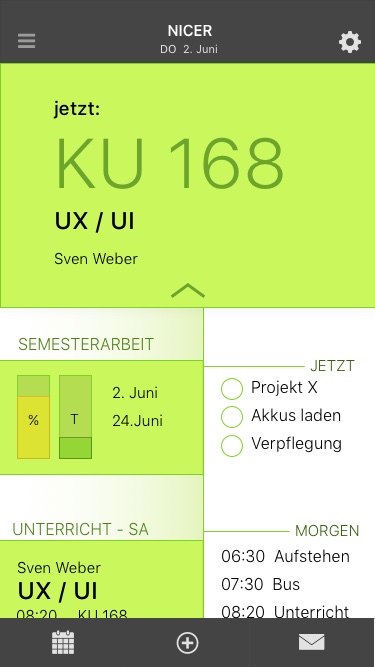 NICER
DO 2. Juni
jetzt:
KU 168
UX / UI
Sven Weber
SEMESTERARBEIT
%
T
2. Juni
24.Juni
JETZT
Projekt X
Akkus laden
Verpflegung
UNTERRICHT - SA
Sven Weber
UX / UI
08:20 KU 168
MORGEN
06:30 Aufstehen
07:30 Bus
08:20 Unterricht